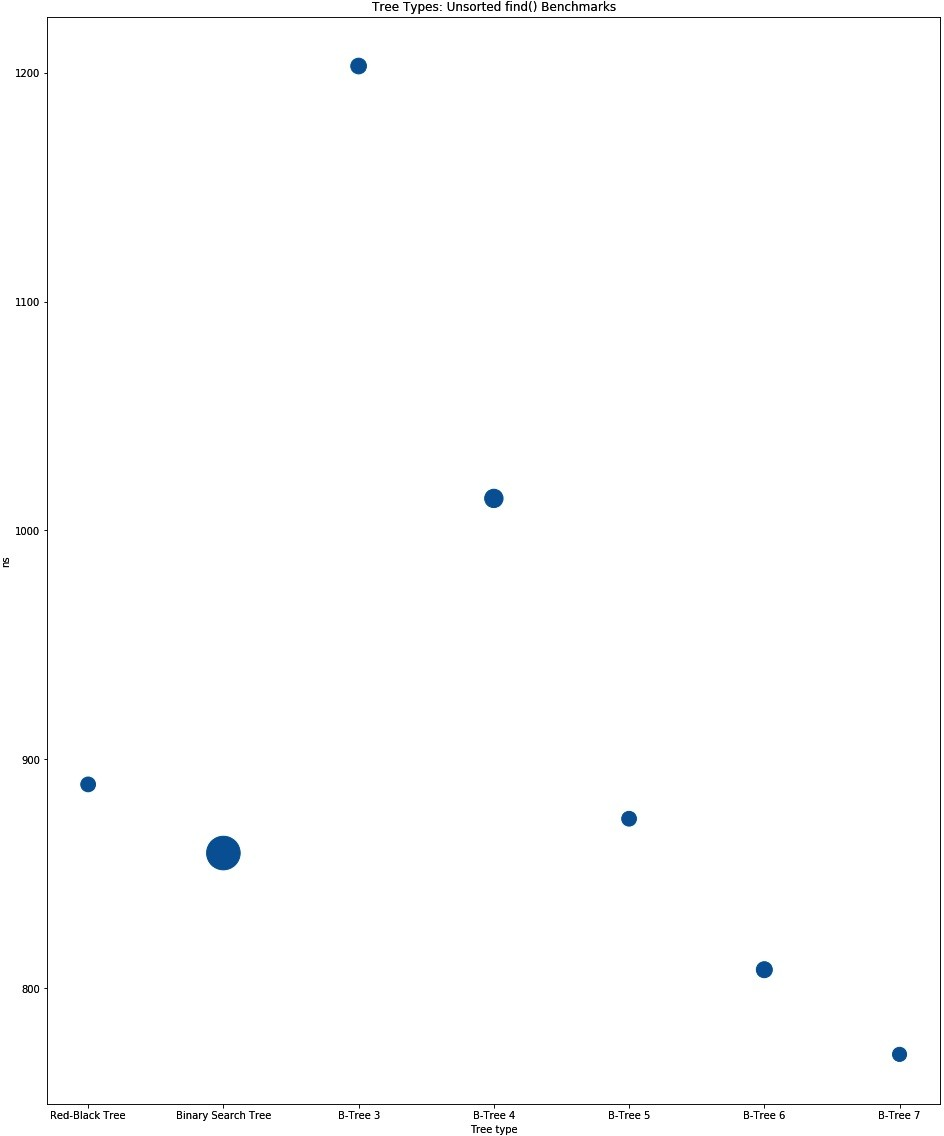 Tree Types: Unsorted find() Benchmarks
1200
1100
1000
ns
900
800
Red-Black Tree Binary Search Tree B-Tree 3 B-Tree 4 B-Tree 5 B-Tree 6 B-Tree 7
Tree type